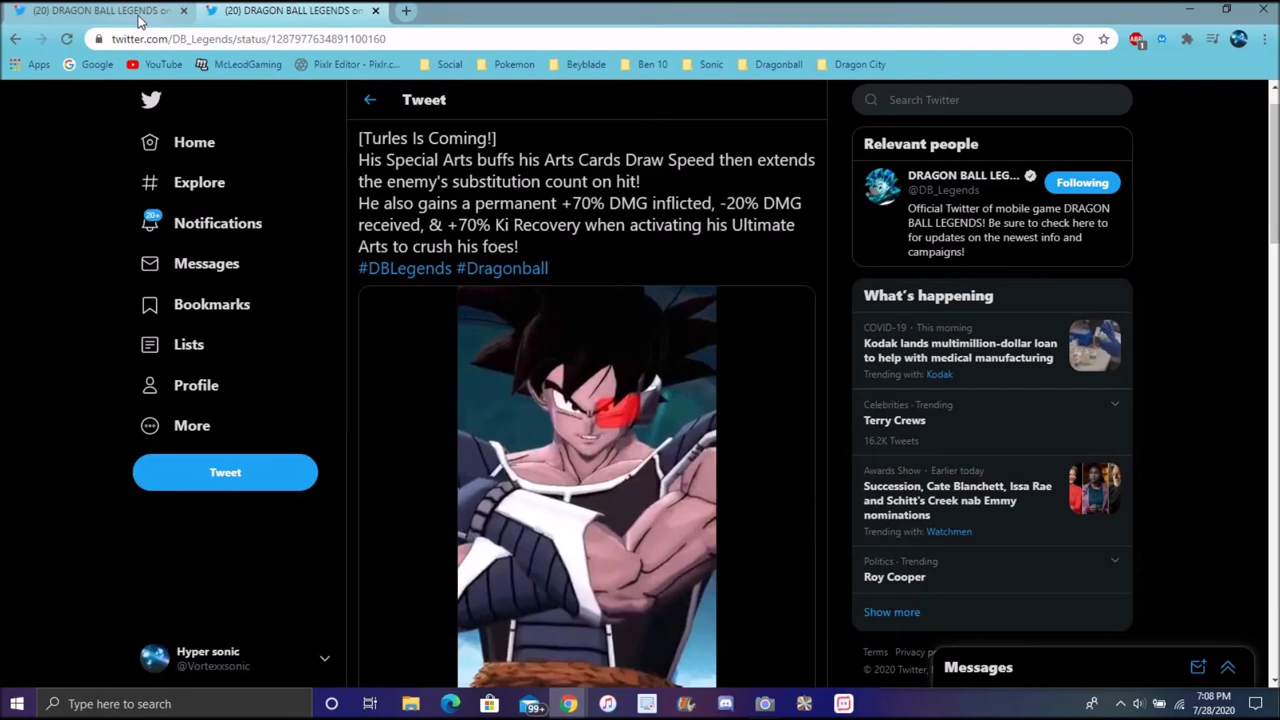 (20) DRAGON BALL LEGENDS on
(20) DRAGON BALL LEGENDS on
twitter.com/DB_Legends/status/1287977634891100160
Apps
Google
YouTube
McLeodGaming
Pixlr Editor - Pixlr.c...
Social
Pokemon
Beyblade
Ben 10
Sonic
Dragonball
Dragon City
Home
Explore
20+
Notifications
Messages
Bookmarks
Lists
Profile
More
Tweet
Hyper sonic
@Vortexxsonic
Tweet
[Turles Is Coming!]
His Special Arts buffs his Arts Cards Draw Speed then extends
the enemy's substitution count on hit!
He also gains a permanent +70% DMG inflicted, -20% DMG
received, & +70% Ki Recovery when activating his Ultimate
Arts to crush his foes!
#DBLegends #Dragonball
Search Twitter
Relevant people
DRAGON BALL LEG...
@DB_Legends
Following
Official Twitter of mobile game DRAGON
BALL LEGENDS! Be sure to check here to
for updates on the newest info and
campaigns!
What's happening
COVID-19 · This morning
Kodak lands multimillion-dollar loan
to help with medical manufacturing
Trending with: Kodak
Celebrities · Trending
Terry Crews
16.2K Tweets
Awards Show · Earlier today
Succession, Cate Blanchett, Issa Rae
and Schitt's Creek nab Emmy
nominations
Trending with: Watchmen
Politics · Trending
Roy Cooper
Show more
Terms
Privacy
© 2020 Twitter,
Messages
Type here to search
99+
7:08 PM
7/28/2020